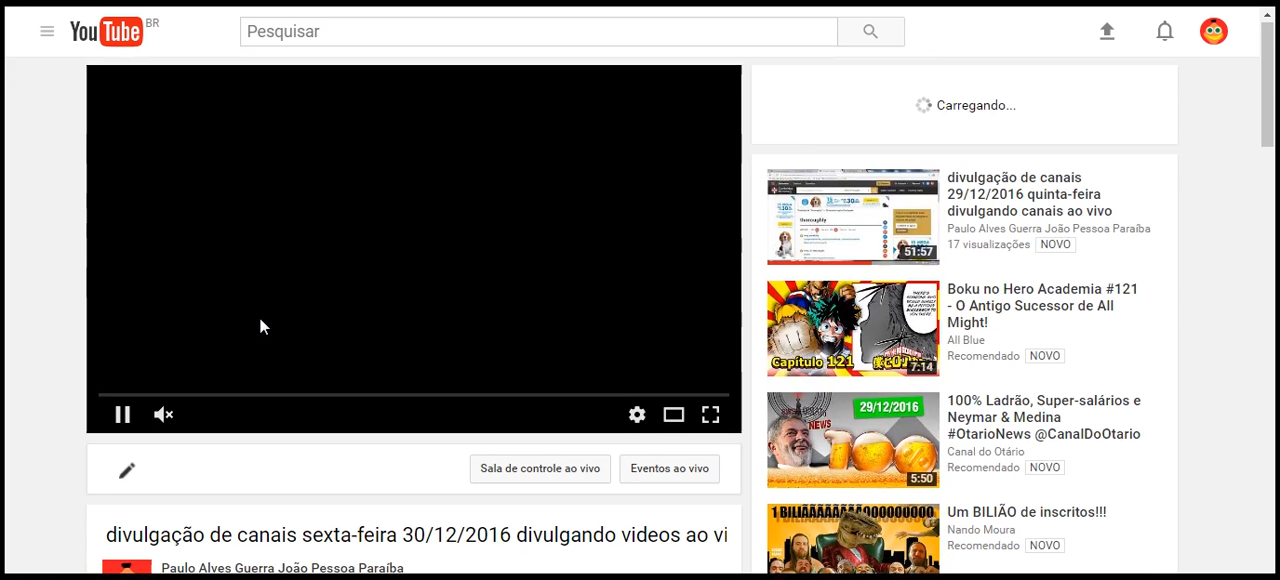 YouTube BR
Pesquisar
Carregando...
divulgação de canais
29/12/2016 quinta-feira
divulgando canais ao vivo
Paulo Alves Guerra João Pessoa Paraíba
17 visualizações NOVO
51:57
Boku no Hero Academia #121
- O Antigo Sucessor de All
Might!
All Blue
Recomendado NOVO
Capítulo 121
7:14
100% Ladrão, Super-salários e
Neymar & Medina
#OtarioNews @CanalDoOtario
Canal do Otário
Recomendado NOVO
29/12/2016
NEWS
5:50
Sala de controle ao vivo
Eventos ao vivo
Um BILIÃO de inscritos!!!
Nando Moura
Recomendado NOVO
divulgação de canais sexta-feira 30/12/2016 divulgando videos ao vi
Paulo Alves Guerra João Pessoa Paraíba